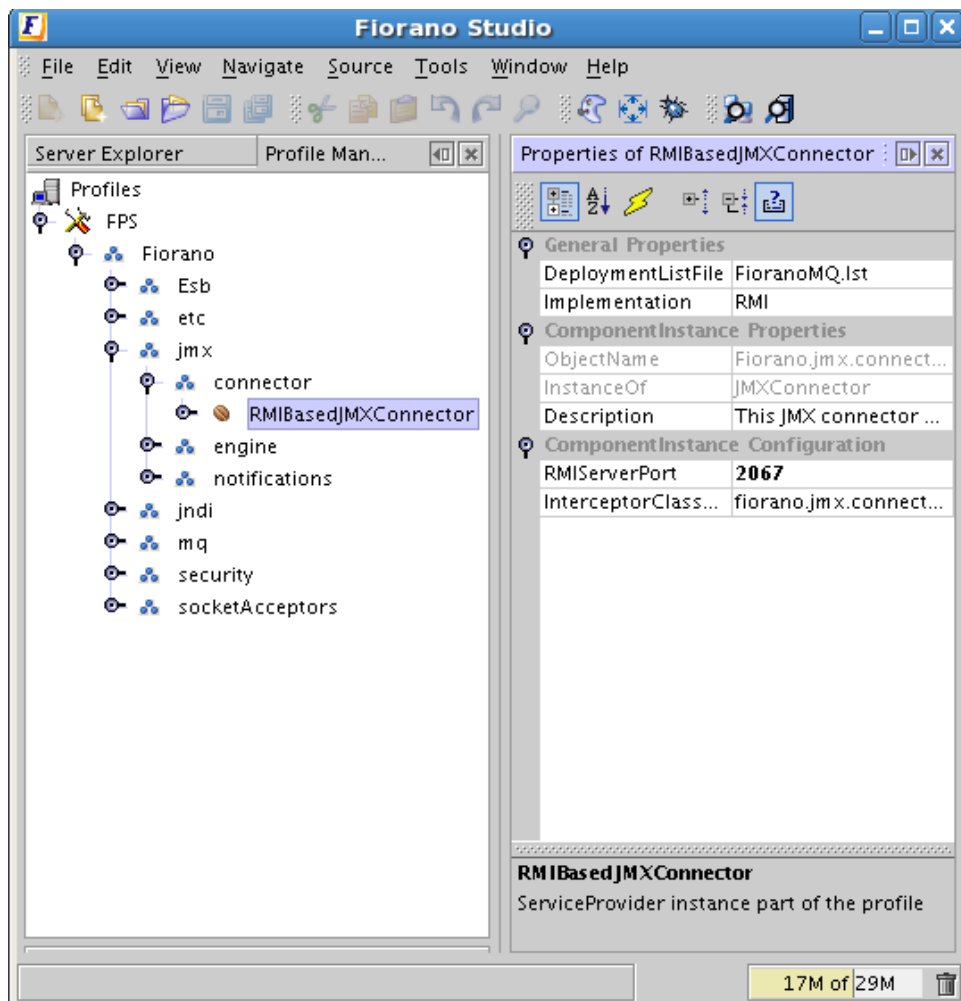 Fiorano Studio
File Edit View Navigate Source Tools Window Help
Server Explorer Profile Man...
Profiles
FPS
Fiorano
Esb
etc
jmx
connector
RMIBasedJMXConnector
engine
notifications
jndi
mq
security
socketAcceptors
Properties of RMIBasedJMXConnector
General Properties
DeploymentListFile FioranoMQ.lst
Implementation RMI
ComponentInstance Properties
ObjectName Fiorano.jmx.connect...
InstanceOf JMXConnector
Description This JMX connector ...
ComponentInstance Configuration
RMIServerPort 2067
InterceptorClass... fiorano.jmx.connect...
RMIBasedJMXConnector
ServiceProvider instance part of the profile
17M of 29M